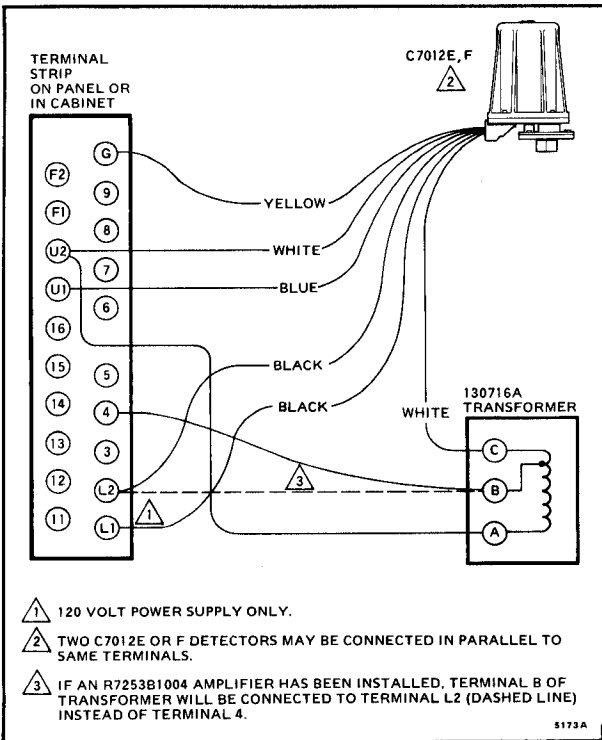 TERMINAL
STRIP
ON PANEL OR
IN CABINET
C7012E, F
2
G
F2
9
F1
8
U2
7
U1
6
16
15
5
14
4
13
3
12
L2
11
L1
YELLOW
WHITE
BLUE
BLACK
BLACK
WHITE
3
1
130716A
TRANSFORMER
C
B
A
1 120 VOLT POWER SUPPLY ONLY.
2 TWO C7012E OR F DETECTORS MAY BE CONNECTED IN PARALLEL TO
SAME TERMINALS.
3 IF AN R7253B1004 AMPLIFIER HAS BEEN INSTALLED, TERMINAL B OF
TRANSFORMER WILL BE CONNECTED TO TERMINAL L2 (DASHED LINE)
INSTEAD OF TERMINAL 4.
5173A